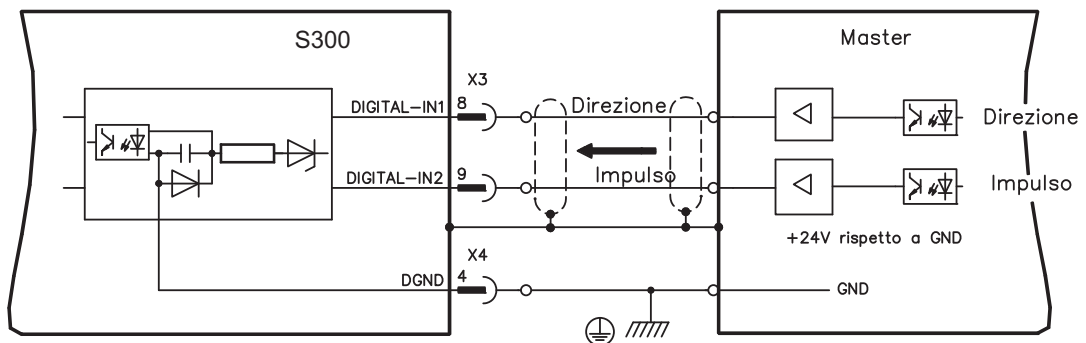 S300
Master
X3
DIGITAL-IN1
8
Direzione
Direzione
DIGITAL-IN2
9
Impulso
Impulso
+24V rispetto a GND
X4
DGND
4
GND